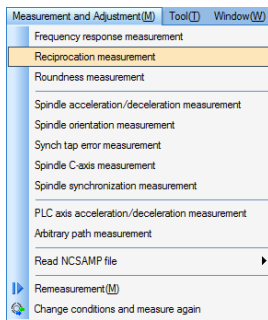 Measurement and Adjustment(M) Tool(T) Window(W)
Frequency response measurement
Reciprocation measurement
Roundness measurement
Spindle acceleration/deceleration measurement
Spindle orientation measurement
Synch tap error measurement
Spindle C-axis measurement
Spindle synchronization measurement
PLC axis acceleration/deceleration measurement
Arbitrary path measurement
Read NCSAMP file
Remeasurement(M)
Change conditions and measure again